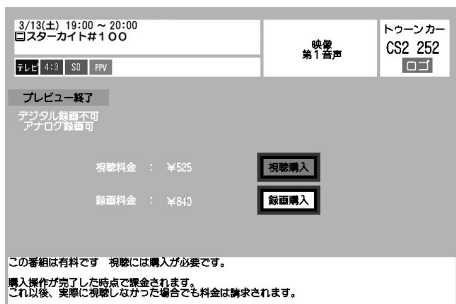 3/13(土) 19:00 ~ 20:00
ロスターカイト#100
テレビ 4:3 SD PPV
映像
第1音声
トゥーンカー
CS2 252
ロゴ
プレビュー終了
デジタル録画不可
アナログ録画可
視聴料金 : ¥525
視聴購入
録画料金 : ¥840
録画購入
この番組は有料です 視聴には購入が必要です。
購入操作が完了した時点で課金されます。
これ以後、実際に視聴しなかった場合でも料金は請求されます。